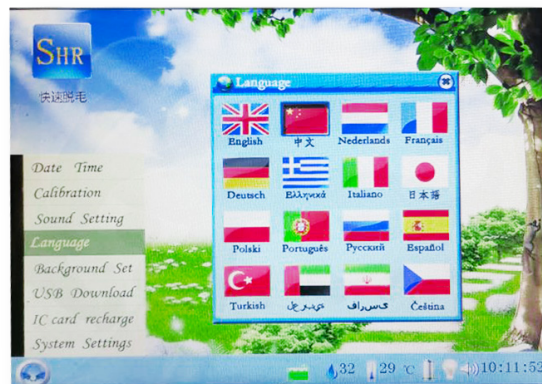 SHR
快速脱毛
Language
English 中文 Nederlands Français
Deutsch Ελληνικά Italiano 日本語
Polski Português Русский Español
Turkish Čeština
Date Time
Calibration
Sound Setting
Language
Background Set
USB Download
IC card recharge
System Settings
32 29 ℃ 10:11:52